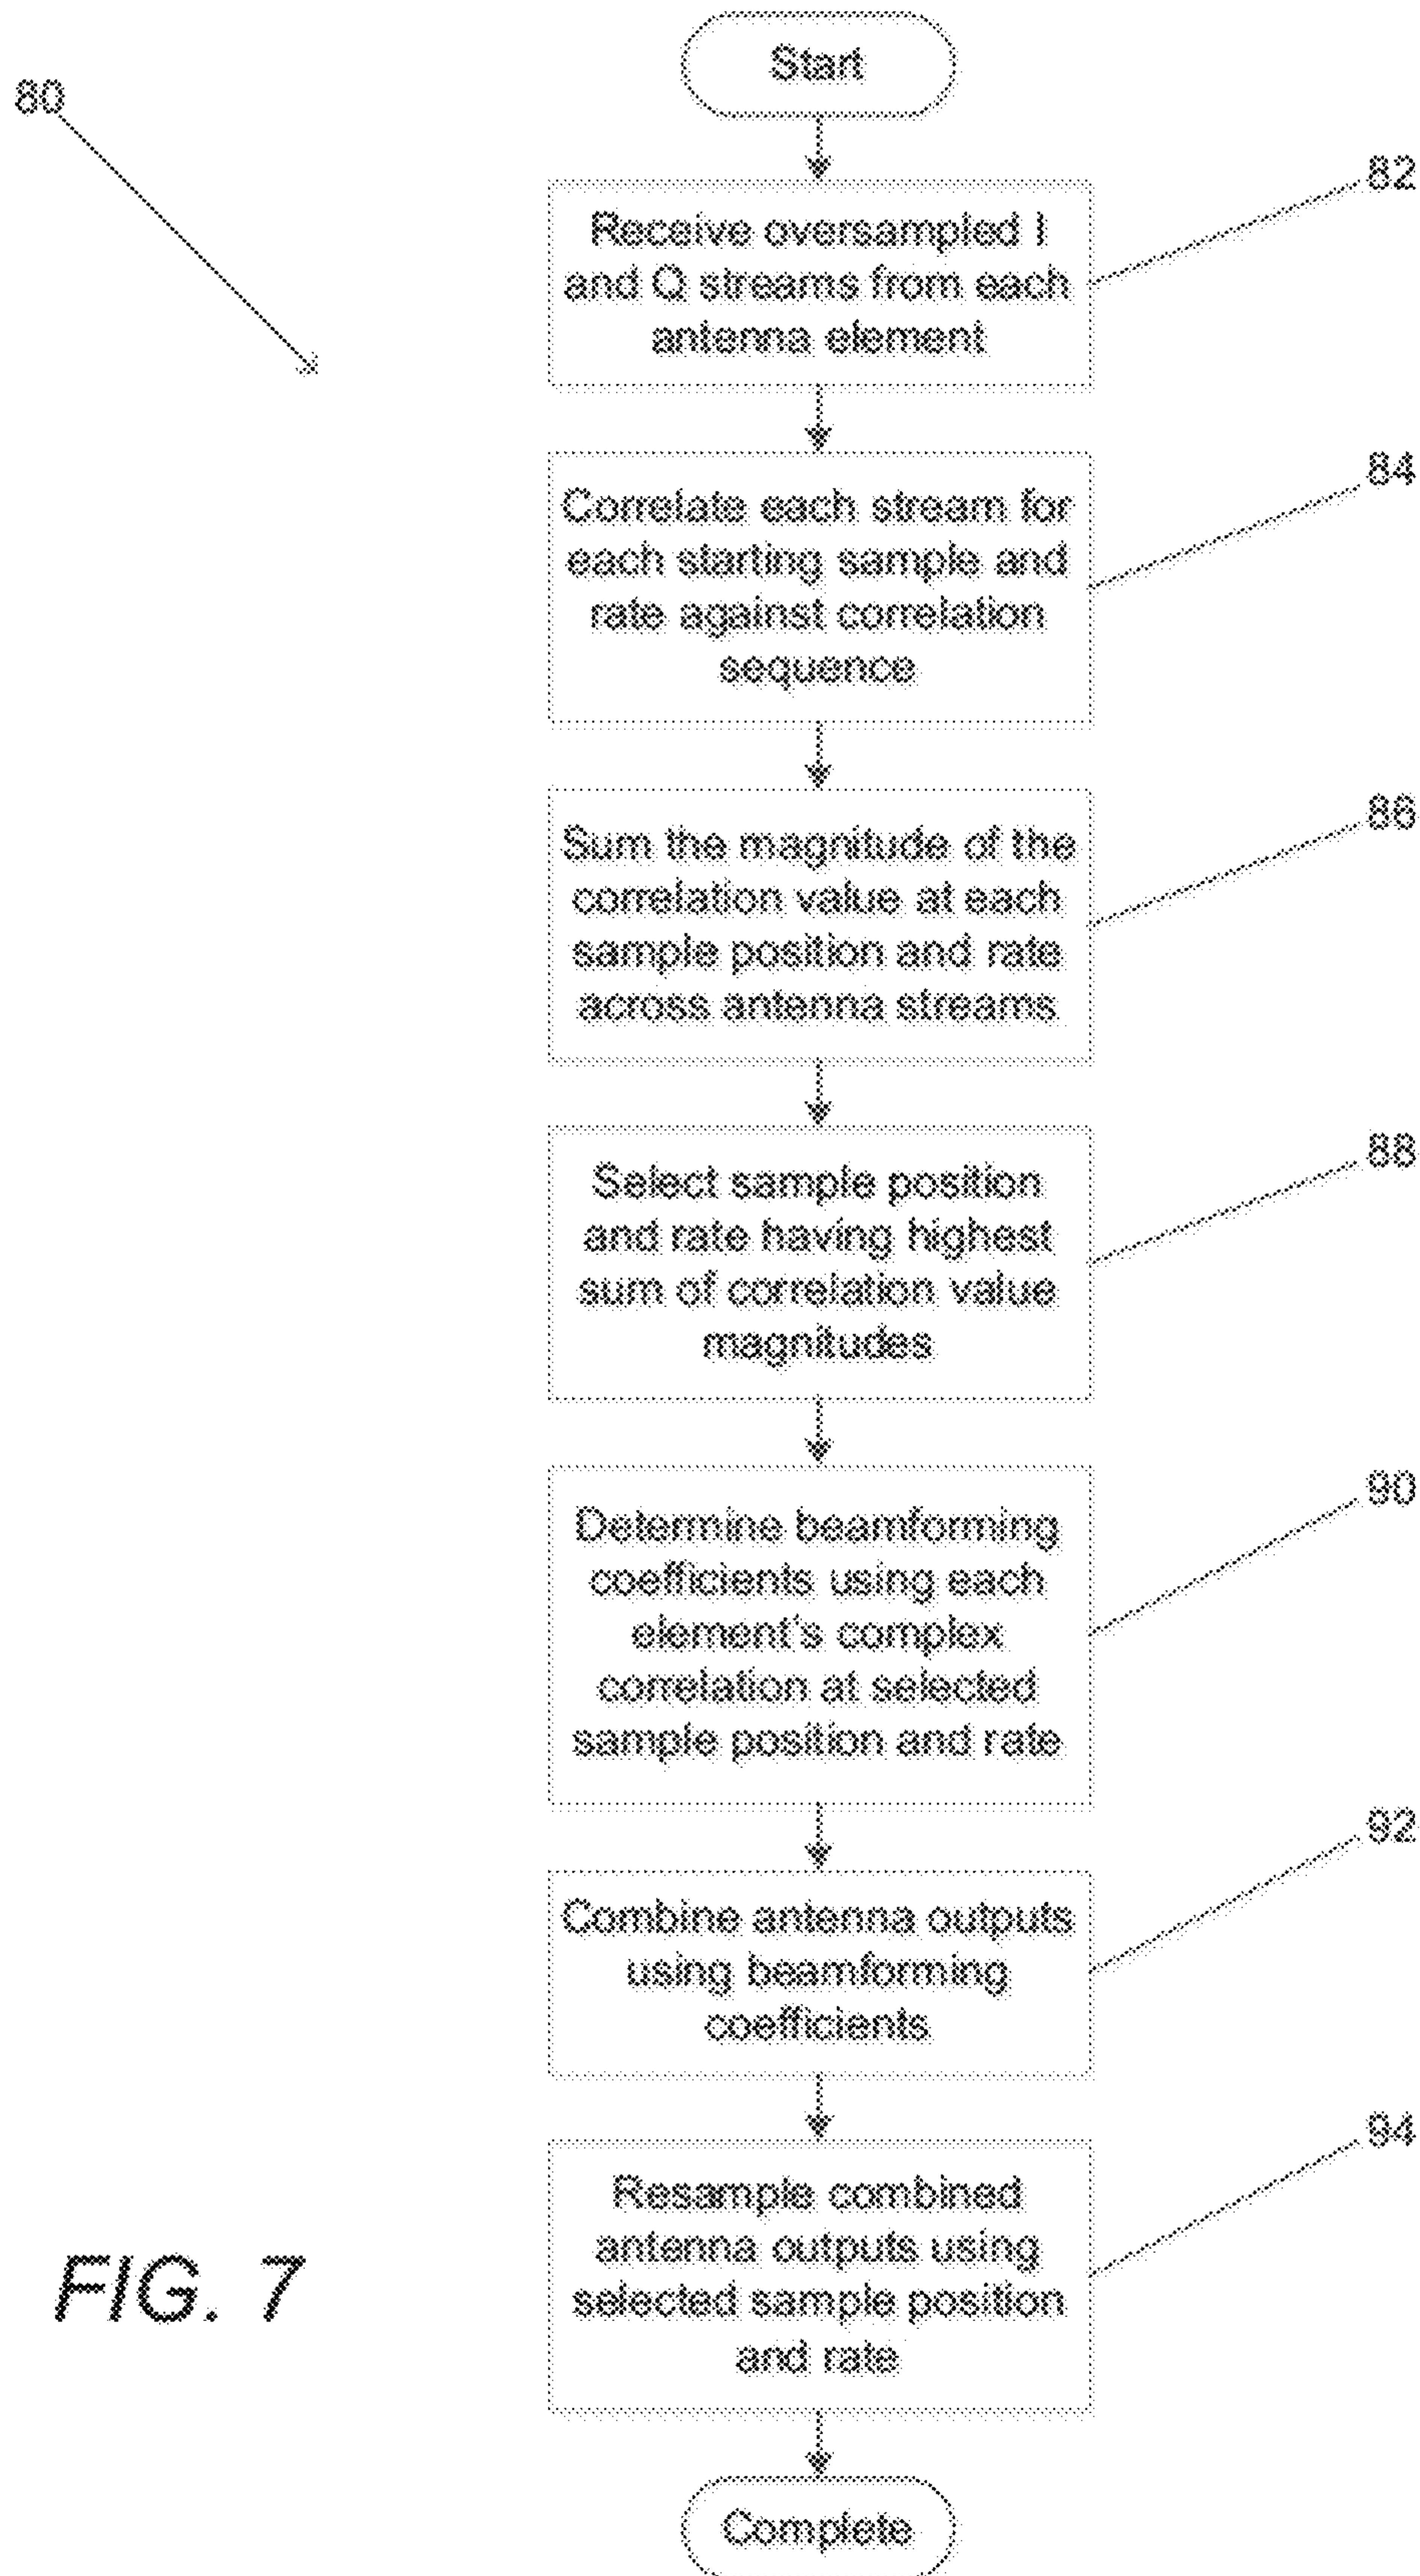 Start
80
82
Receive oversampled I
and Q streams from each
antenna element
84
Correlate each stream for
each starting sample and
rate against correlation
sequence
86
Sum the magnitude of the
correlation value at each
sample position and rate
across antenna streams
88
Select sample position
and rate having highest
sum of correlation value
magnitudes
90
Determine beamforming
coefficients using each
element's complex
correlation at selected
sample position and rate
92
Combine antenna outputs
using beamforming
coefficients
94
Resample combined
antenna outputs using
selected sample position
and rate
FIG. 7
Complete